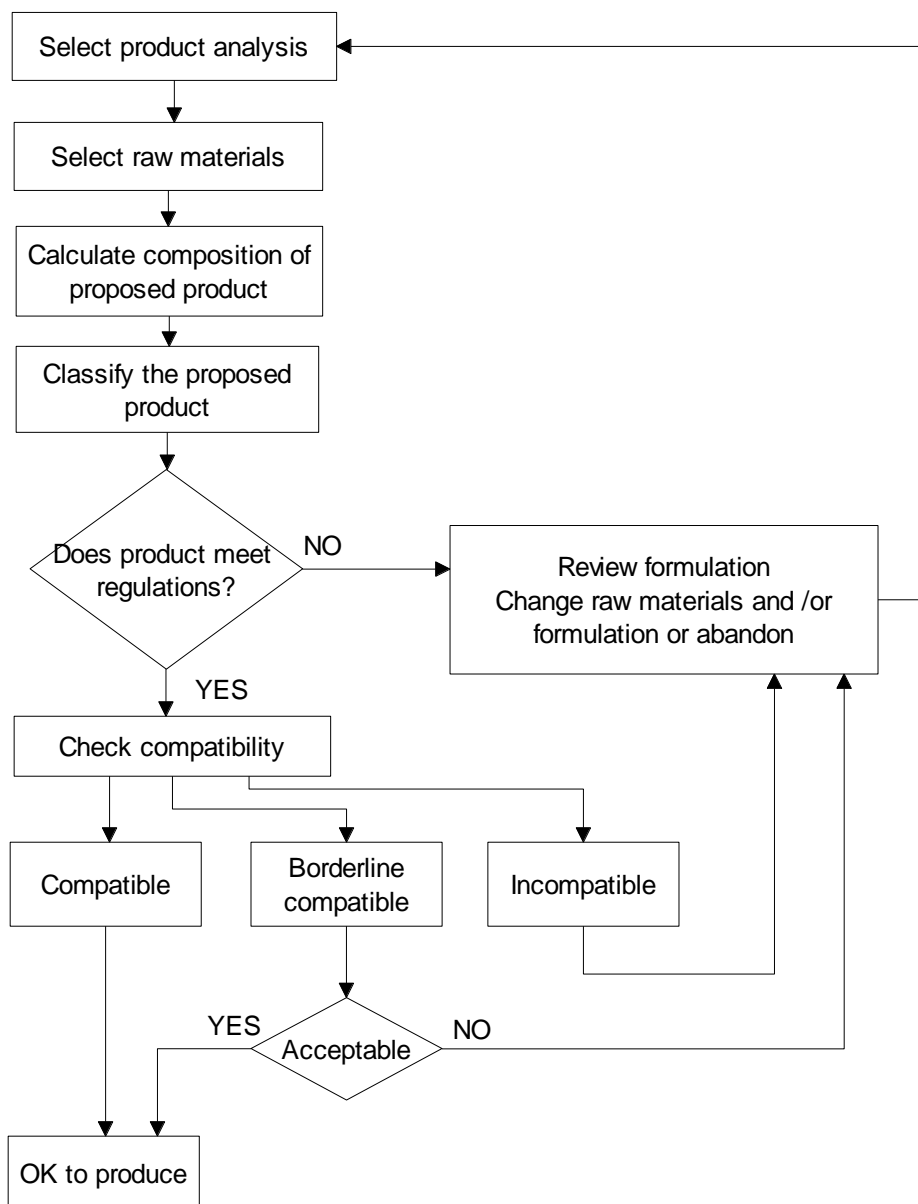 Select product analysis
Select raw materials
Calculate composition of
proposed product
Classify the proposed
product
Does product meet
regulations?
NO
Review formulation
Change raw materials and /or
formulation or abandon
YES
Check compatibility
Compatible
Borderline
compatible
Incompatible
YES
Acceptable
NO
OK to produce